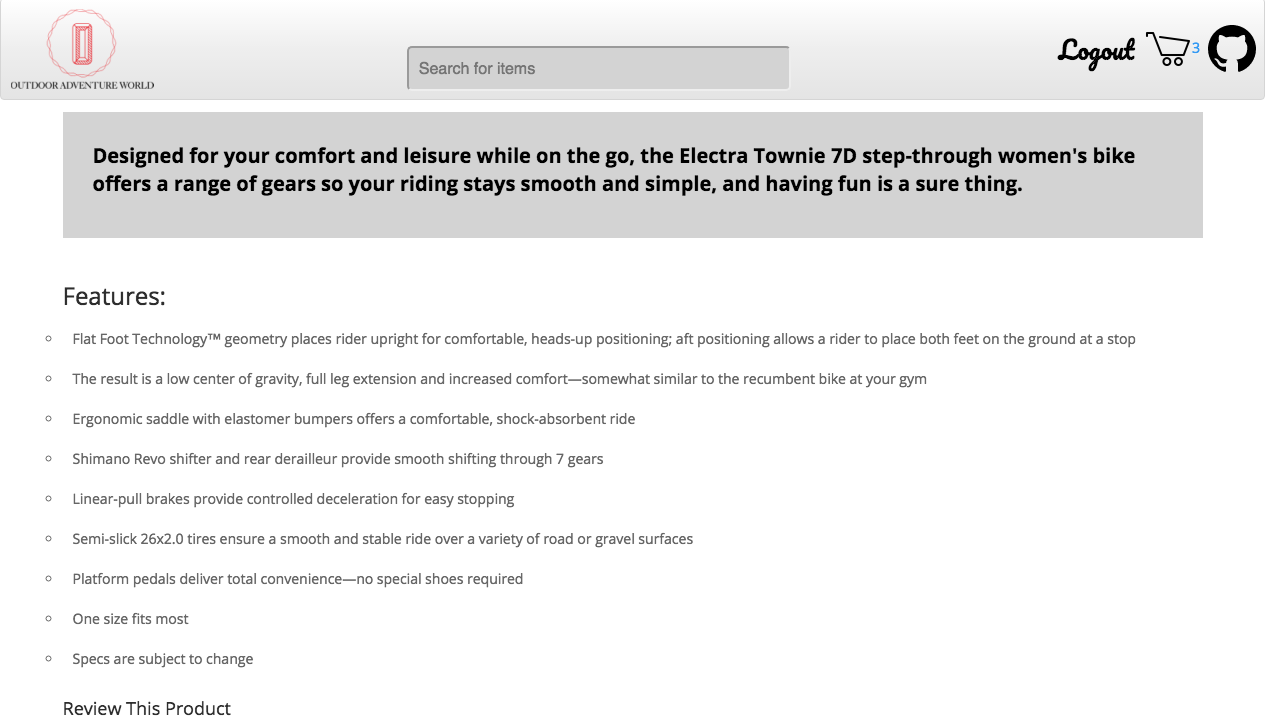 OUTDOOR ADVENTURE WORLD
Search for items
Logout
3
Designed for your comfort and leisure while on the go, the Electra Townie 7D step-through women's bike
offers a range of gears so your riding stays smooth and simple, and having fun is a sure thing.
Features:
Flat Foot Technology™ geometry places rider upright for comfortable, heads-up positioning; aft positioning allows a rider to place both feet on the ground at a stop
The result is a low center of gravity, full leg extension and increased comfort—somewhat similar to the recumbent bike at your gym
Ergonomic saddle with elastomer bumpers offers a comfortable, shock-absorbent ride
Shimano Revo shifter and rear derailleur provide smooth shifting through 7 gears
Linear-pull brakes provide controlled deceleration for easy stopping
Semi-slick 26x2.0 tires ensure a smooth and stable ride over a variety of road or gravel surfaces
Platform pedals deliver total convenience—no special shoes required
One size fits most
Specs are subject to change
Review This Product